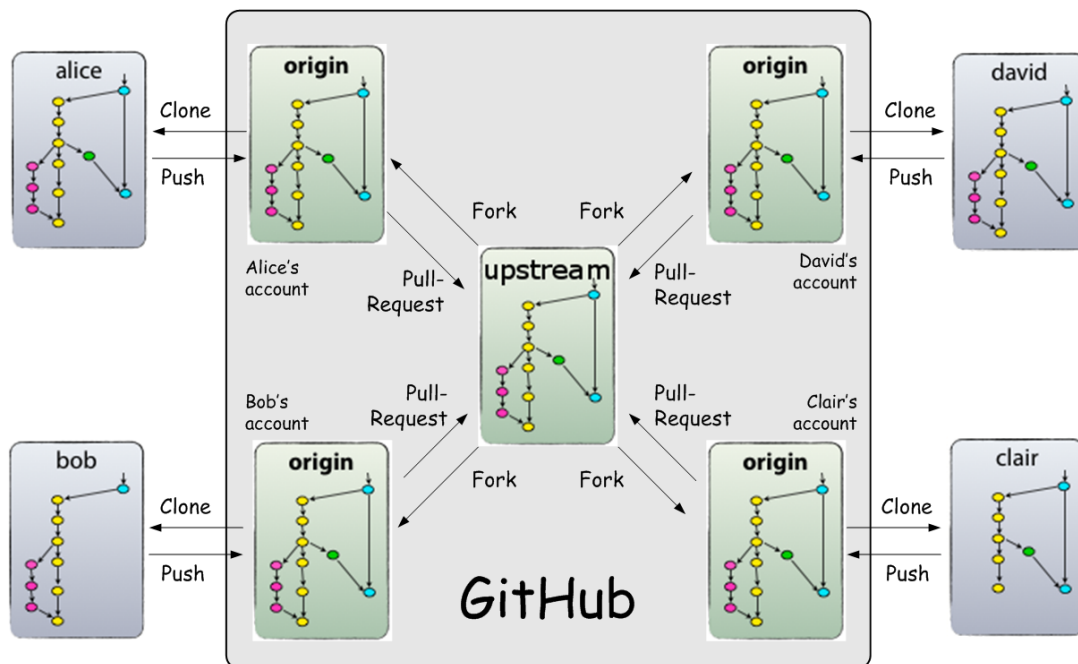 alice
origin
origin
david
Clone
Push
Clone
Push
Fork
Fork
Alice's
account
Pull-
Request
upstream
Pull-
Request
David's
account
Bob's
account
Pull-
Request
Pull-
Request
Clair's
account
bob
origin
Fork
Fork
origin
clair
Clone
Push
Clone
Push
GitHub